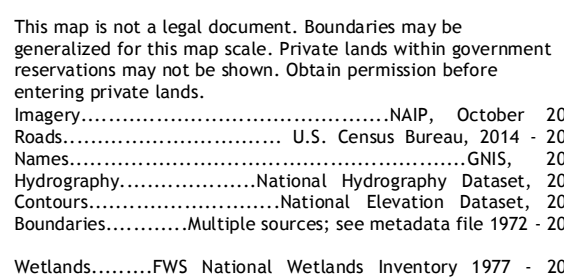 This map is not a legal document. Boundaries may be
generalized for this map scale. Private lands within government
reservations may not be shown. Obtain permission before
entering private lands.
Imagery.............................................NAIP, October 20
Roads................................ U.S. Census Bureau, 2014 - 20
Names..........................................................GNIS, 20
Hydrography....................National Hydrography Dataset, 20
Contours............................National Elevation Dataset, 20
Boundaries............Multiple sources; see metadata file 1972 - 20
Wetlands.........FWS National Wetlands Inventory 1977 - 20